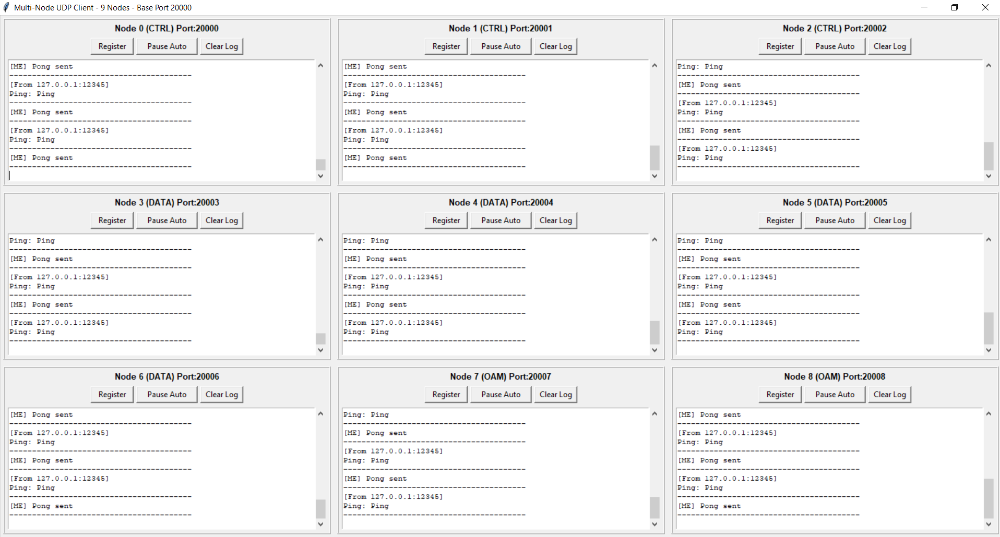 Multi-Node UDP Client - 9 Nodes - Base Port 20000
Node 0 (CTRL) Port:20000
Register Pause Auto Clear Log
[ME] Pong sent
----------------------------------------
[From 127.0.0.1:12345]
Ping: Ping
----------------------------------------
[ME] Pong sent
----------------------------------------
[From 127.0.0.1:12345]
Ping: Ping
----------------------------------------
[ME] Pong sent
----------------------------------------
Node 1 (CTRL) Port:20001
Register Pause Auto Clear Log
[ME] Pong sent
----------------------------------------
[From 127.0.0.1:12345]
Ping: Ping
----------------------------------------
[ME] Pong sent
----------------------------------------
[From 127.0.0.1:12345]
Ping: Ping
----------------------------------------
[ME] Pong sent
----------------------------------------
Node 2 (CTRL) Port:20002
Register Pause Auto Clear Log
Ping: Ping
----------------------------------------
[ME] Pong sent
----------------------------------------
[From 127.0.0.1:12345]
Ping: Ping
----------------------------------------
[ME] Pong sent
----------------------------------------
[From 127.0.0.1:12345]
Ping: Ping
----------------------------------------
Node 3 (DATA) Port:20003
Register Pause Auto Clear Log
Ping: Ping
----------------------------------------
[ME] Pong sent
----------------------------------------
[From 127.0.0.1:12345]
Ping: Ping
----------------------------------------
[ME] Pong sent
----------------------------------------
[From 127.0.0.1:12345]
Ping: Ping
----------------------------------------
Node 4 (DATA) Port:20004
Register Pause Auto Clear Log
Ping: Ping
----------------------------------------
[ME] Pong sent
----------------------------------------
[From 127.0.0.1:12345]
Ping: Ping
----------------------------------------
[ME] Pong sent
----------------------------------------
[From 127.0.0.1:12345]
Ping: Ping
----------------------------------------
Node 5 (DATA) Port:20005
Register Pause Auto Clear Log
Ping: Ping
----------------------------------------
[ME] Pong sent
----------------------------------------
[From 127.0.0.1:12345]
Ping: Ping
----------------------------------------
[ME] Pong sent
----------------------------------------
[From 127.0.0.1:12345]
Ping: Ping
----------------------------------------
Node 6 (DATA) Port:20006
Register Pause Auto Clear Log
[ME] Pong sent
----------------------------------------
[From 127.0.0.1:12345]
Ping: Ping
----------------------------------------
[ME] Pong sent
----------------------------------------
[From 127.0.0.1:12345]
Ping: Ping
----------------------------------------
[ME] Pong sent
----------------------------------------
Node 7 (OAM) Port:20007
Register Pause Auto Clear Log
Ping: Ping
----------------------------------------
[ME] Pong sent
----------------------------------------
[From 127.0.0.1:12345]
Ping: Ping
----------------------------------------
[ME] Pong sent
----------------------------------------
[From 127.0.0.1:12345]
Ping: Ping
----------------------------------------
Node 8 (OAM) Port:20008
Register Pause Auto Clear Log
[ME] Pong sent
----------------------------------------
[From 127.0.0.1:12345]
Ping: Ping
----------------------------------------
[ME] Pong sent
----------------------------------------
[From 127.0.0.1:12345]
Ping: Ping
----------------------------------------
[ME] Pong sent
----------------------------------------